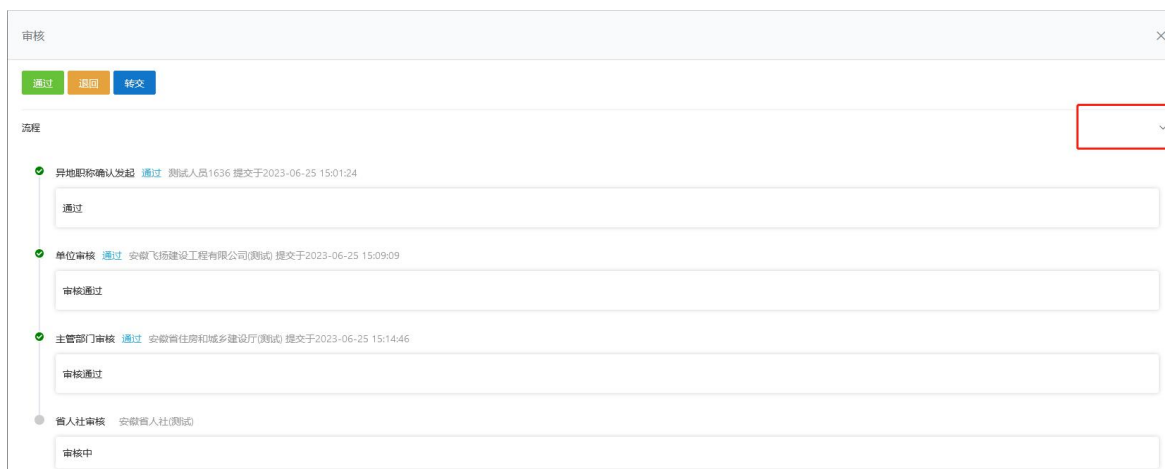 审核
通过 退回 转交
流程
异地职称确认发起 通过 测试人员1636 提交于2023-06-25 15:01:24
通过
单位审核 通过 安徽飞扬建设工程有限公司(测试) 提交于2023-06-25 15:09:09
审核通过
主管部门审核 通过 安徽省住房和城乡建设厅(测试) 提交于2023-06-25 15:14:46
审核通过
省人社审核 安徽省人社(测试)
审核中